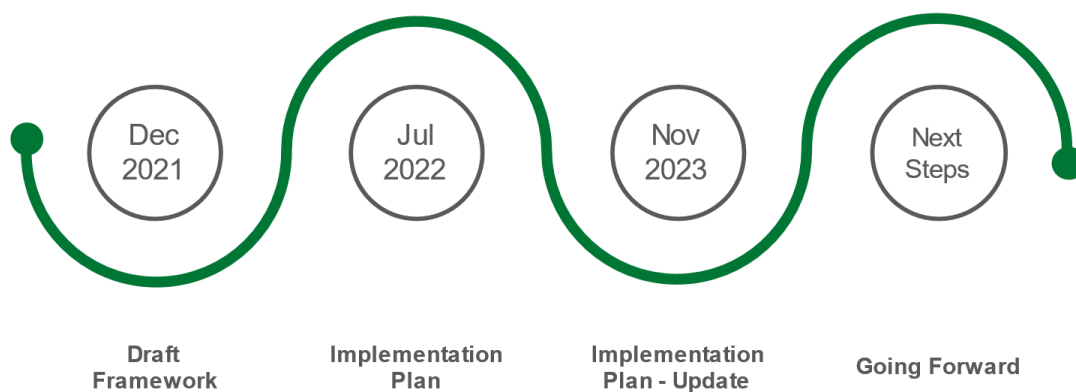 Dec
2021
Jul
2022
Nov
2023
Next
Steps
Draft
Framework
Implementation
Plan
Implementation
Plan - Update
Going Forward